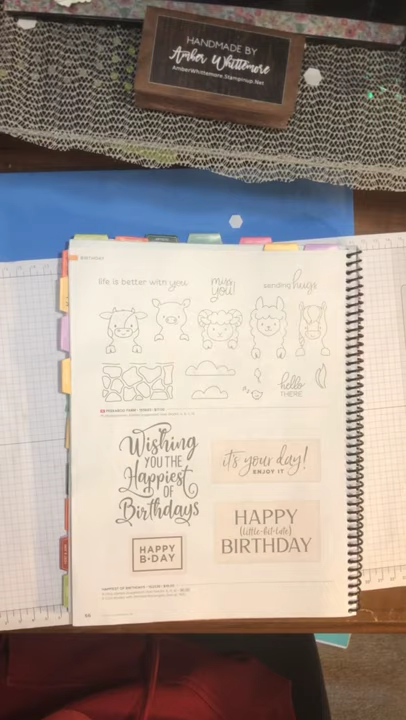 HANDMADE BY
Amber Whittemore
AmberWhittemore.Stampinup.Net
BIRTHDAY
life is better with you
miss you!
sending hugs
hello
THERE
Wishing
YOU THE
Happiest
OF
Birthdays
it's your day!
ENJOY IT
HAPPY
B•DAY
HAPPY
(little-bit-late)
BIRTHDAY